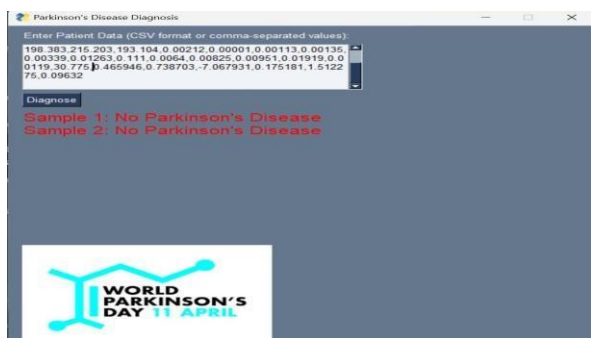 Parkinson's Disease Diagnosis
Enter Patient Data (CSV format or comma-separated values):
198.383,215.203,193.104,0.00212,0.00001,0.00113,0.00135,
0.00339,0.01263,0.111,0.0064,0.00825,0.00951,0.01919,0.0
0119,30.775,0.465946,0.738703,-7.067931,0.175181,1.5122
75,0.09632
Diagnose
Sample 1: No Parkinson's Disease
Sample 2: No Parkinson's Disease
WORLD
PARKINSON'S
DAY 11 APRIL